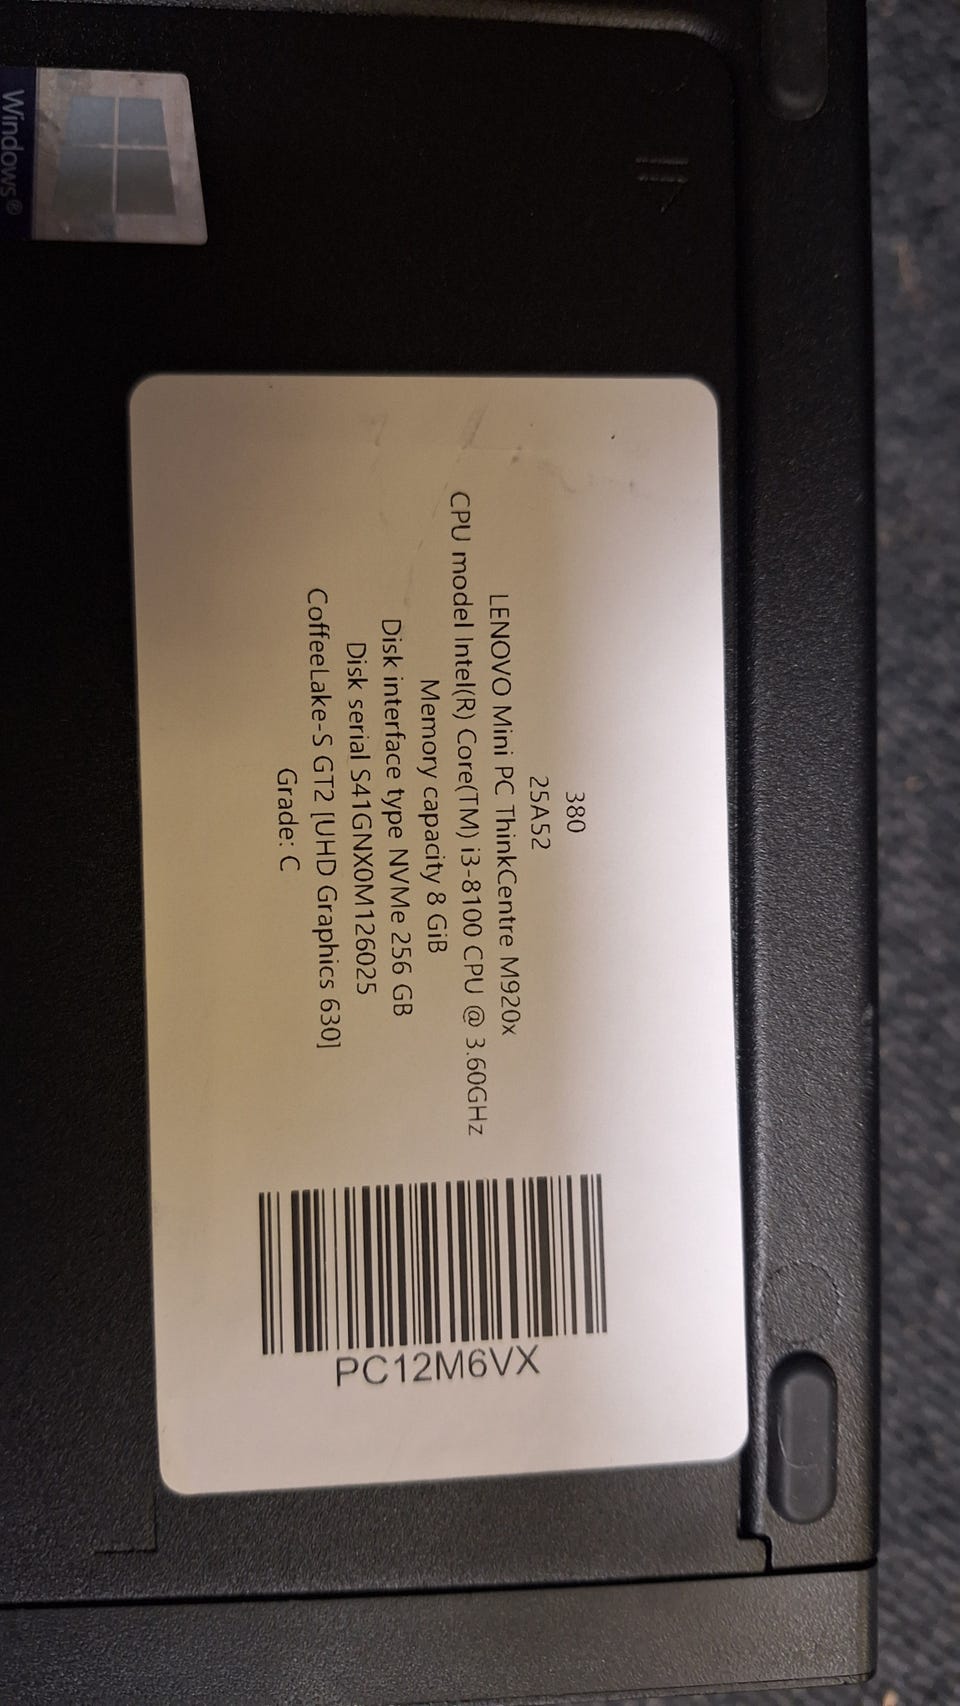 Windows®
380
25A52
LENOVO Mini PC ThinkCentre M920x
CPU model Intel(R) Core(TM) i3-8100 CPU @ 3.60GHz
Memory capacity 8 GiB
Disk interface type NVMe 256 GB
Disk serial S41GNX0M126025
CoffeeLake-S GT2 [UHD Graphics 630]
Grade: C
PC12M6VX